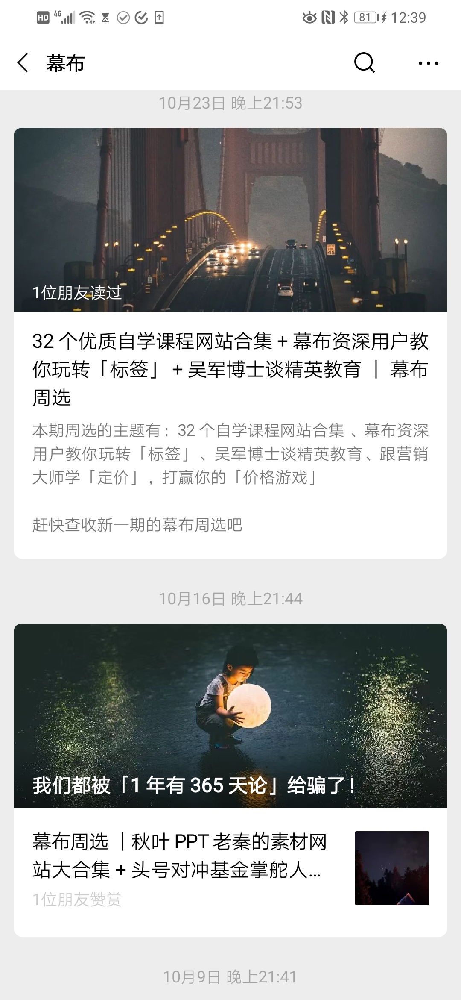 HD 4G 81 12:39
幕布
10月23日 晚上21:53
SPEED LIMIT 45
1位朋友读过
32 个优质自学课程网站合集 + 幕布资深用户教
你玩转「标签」 + 吴军博士谈精英教育 ｜ 幕布
周选
本期周选的主题有：32 个自学课程网站合集 、幕布资深
用户教你玩转「标签」、吴军博士谈精英教育、跟营销
大师学「定价」，打赢你的「价格游戏」
赶快查收新一期的幕布周选吧
10月16日 晚上21:44
我们都被「1 年有 365 天论」给骗了！
幕布周选 ｜秋叶 PPT 老秦的素材网
站大合集 + 头号对冲基金掌舵人...
1位朋友赞赏
10月9日 晚上21:41